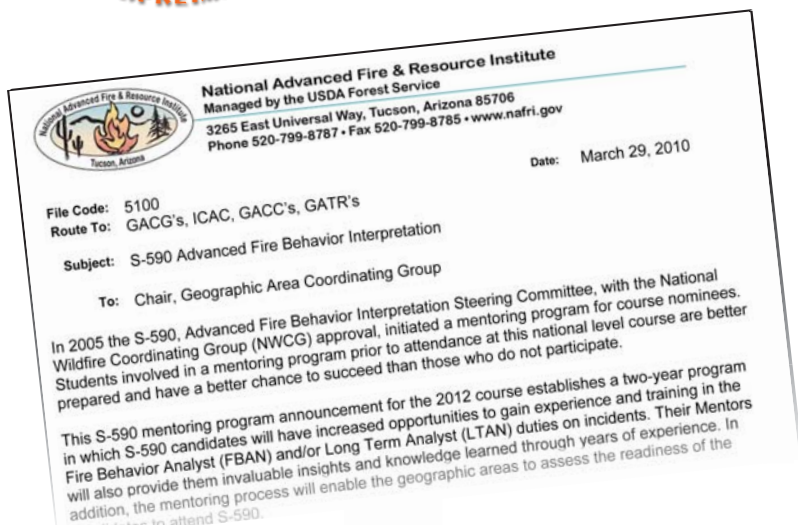 National Advanced Fire & Resource Institute
Managed by the USDA Forest Service
3265 East Universal Way, Tucson, Arizona 85706
Phone 520-799-8787 • Fax 520-799-8785 • www.nafri.gov
National Advanced Fire & Resource Institute
Tucson, Arizona
Date: March 29, 2010
File Code: 5100
Route To: GACG's, ICAC, GACC's, GATR's
Subject: S-590 Advanced Fire Behavior Interpretation
To: Chair, Geographic Area Coordinating Group
In 2005 the S-590, Advanced Fire Behavior Interpretation Steering Committee, with the National
Wildfire Coordinating Group (NWCG) approval, initiated a mentoring program for course nominees.
Students involved in a mentoring program prior to attendance at this national level course are better
prepared and have a better chance to succeed than those who do not participate.
This S-590 mentoring program announcement for the 2012 course establishes a two-year program
in which S-590 candidates will have increased opportunities to gain experience and training in the
Fire Behavior Analyst (FBAN) and/or Long Term Analyst (LTAN) duties on incidents. Their Mentors
will also provide them invaluable insights and knowledge learned through years of experience. In
addition, the mentoring process will enable the geographic areas to assess the readiness of the
to attend S-590.